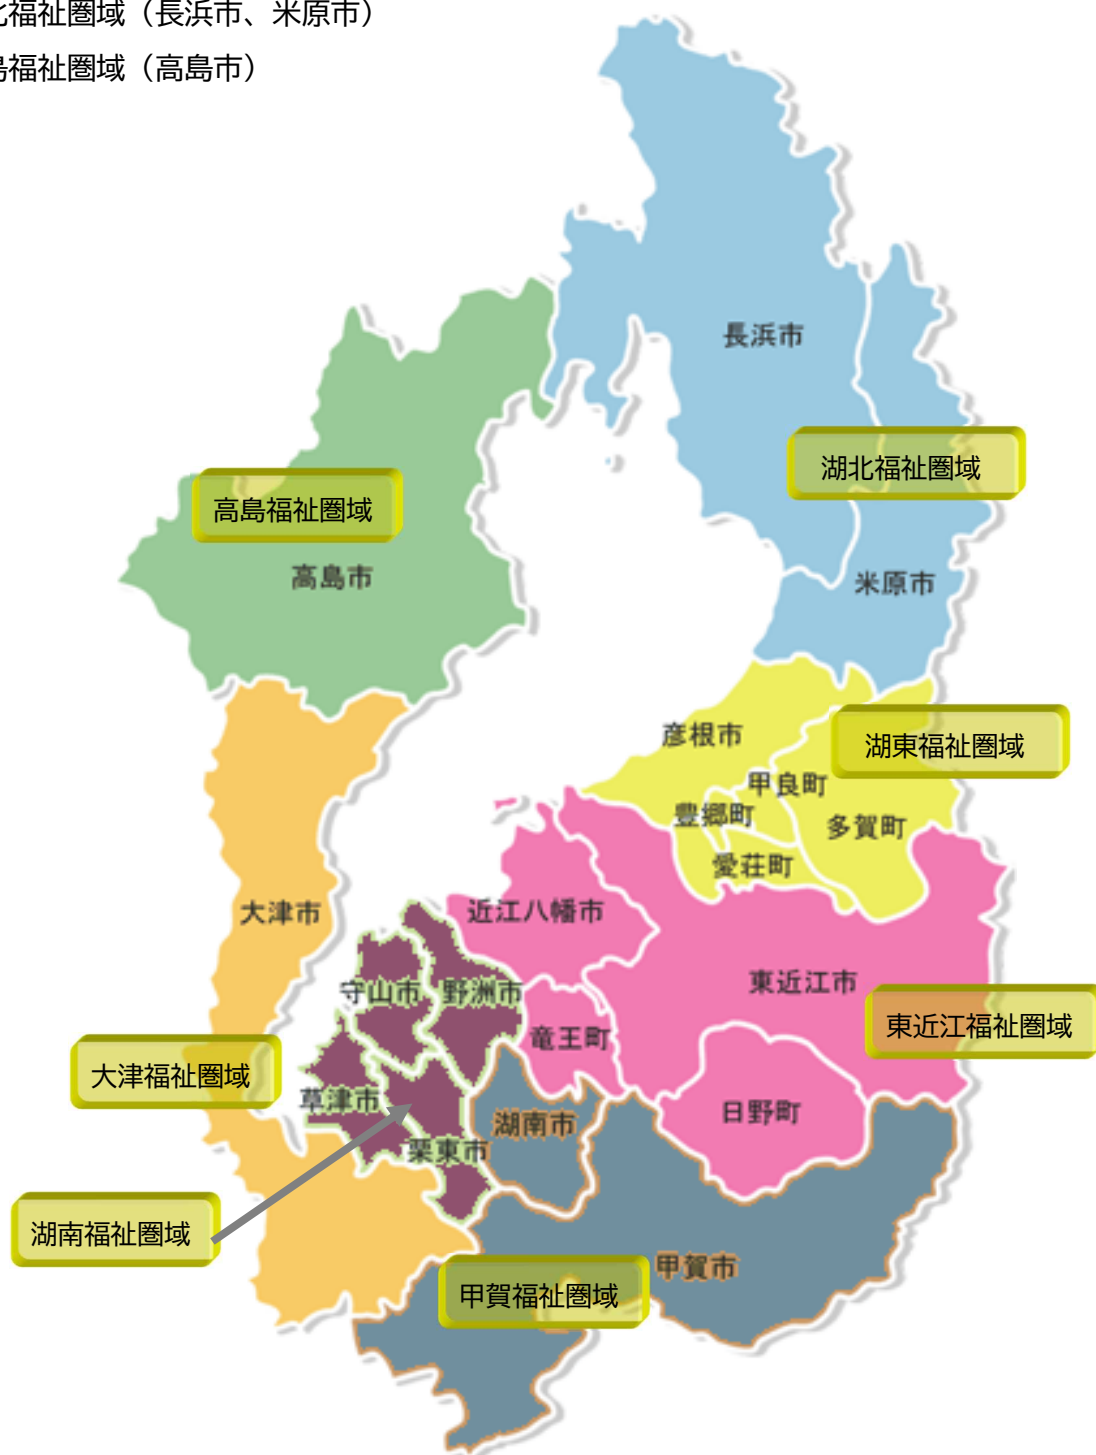 北福祉圏域（長浜市、米原市）
島福祉圏域（高島市）
長浜市
湖北福祉圏域
高島福祉圏域
高島市
米原市
彦根市
湖東福祉圏域
甲良町
豊郷町
多賀町
愛荘町
大津市
近江八幡市
東近江市
守山市
野洲市
東近江福祉圏域
竜王町
大津福祉圏域
草津市
日野町
湖南市
栗東市
湖南福祉圏域
甲賀市
甲賀福祉圏域